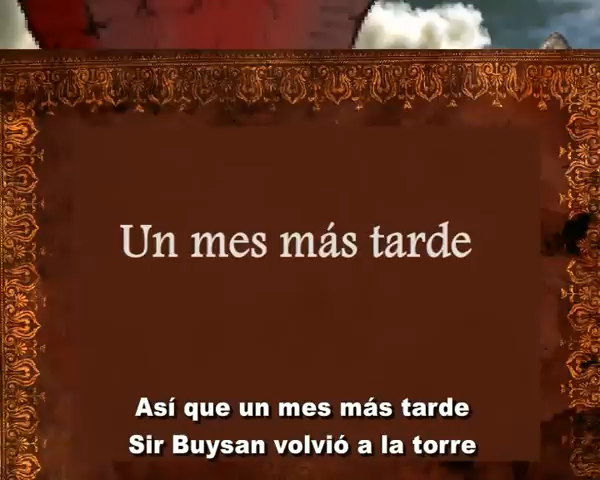 Un mes más tarde
Así que un mes más tarde
Sir Buysan volvió a la torre